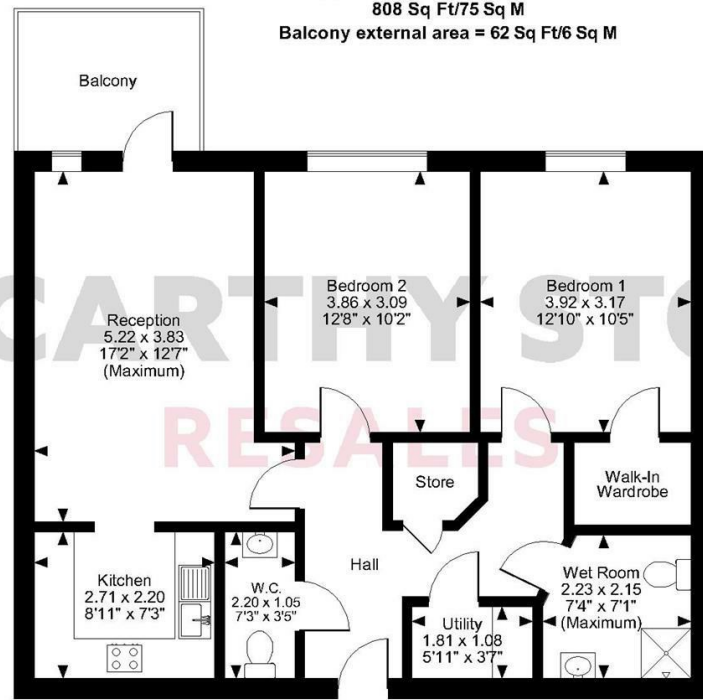 808 Sq Ft/75 Sq M
Balcony external area = 62 Sq Ft/6 Sq M
Balcony
Reception
5.22 x 3.83
17'2" x 12'7"
(Maximum)
Bedroom 2
3.86 x 3.09
12'8" x 10'2"
Bedroom 1
3.92 x 3.17
12'10" x 10'5"
CARTHY STO
RESALES
Store
Walk-In
Wardrobe
Hall
Kitchen
2.71 x 2.20
8'11" x 7'3"
W.C.
2.20 x 1.05
7'3" x 3'5"
Utility
1.81 x 1.08
5'11" x 3'7"
Wet Room
2.23 x 2.15
7'4" x 7'1"
(Maximum)